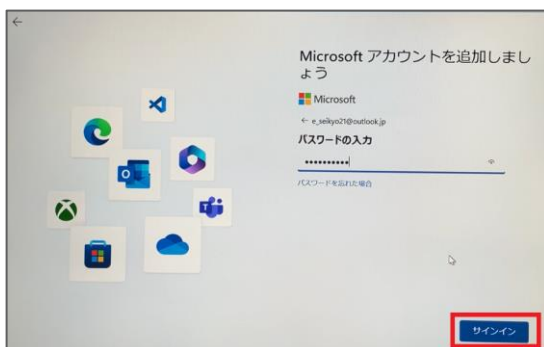 Microsoft アカウントを追加しまし
ょう
Microsoft
← e_seikyo21@outlook.jp
パスワードの入力
パスワードを忘れた場合
サインイン